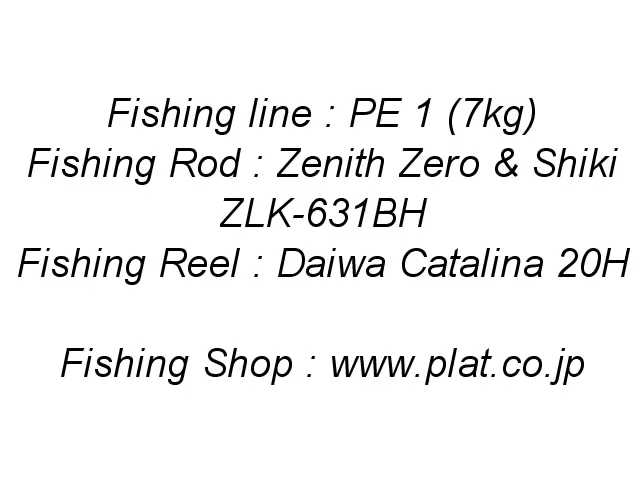 Fishing line : PE 1 (7kg)
Fishing Rod : Zenith Zero & Shiki
ZLK-631BH
Fishing Reel : Daiwa Catalina 20H
Fishing Shop : www.plat.co.jp